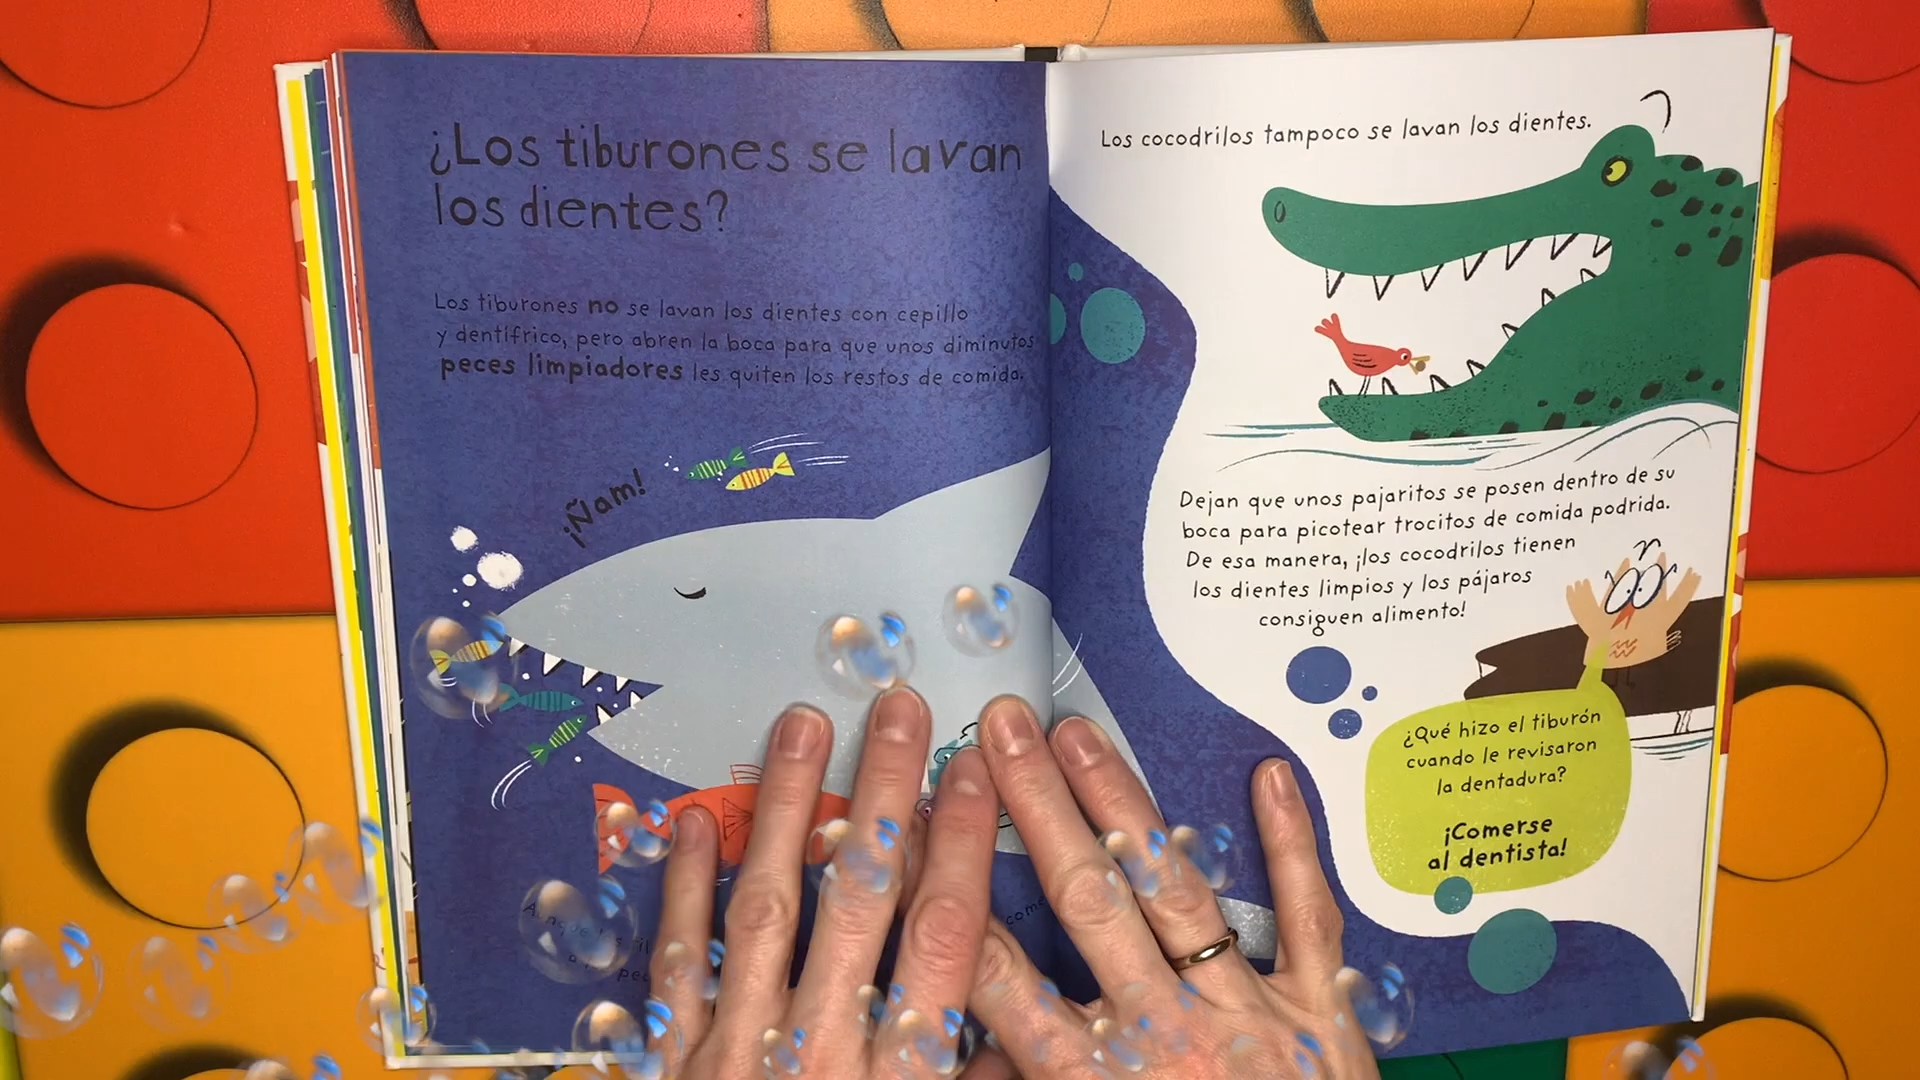 ¿Los tiburones se lavan
los dientes?
Los tiburones no se lavan los dientes con cepillo
y dentífrico, pero abren la boca para que unos diminutos
peces limpiadores les quiten los restos de comida.
¡Ñam!
Aunque
come
Los cocodrilos tampoco se lavan los dientes.
Dejan que unos pajaritos se posen dentro de su
boca para picotear trocitos de comida podrida.
De esa manera, ¡los cocodrilos tienen
los dientes limpios y los pájaros
consiguen alimento!
¿Qué hizo el tiburón
cuando le revisaron
la dentadura?
¡Comerse
al dentista!